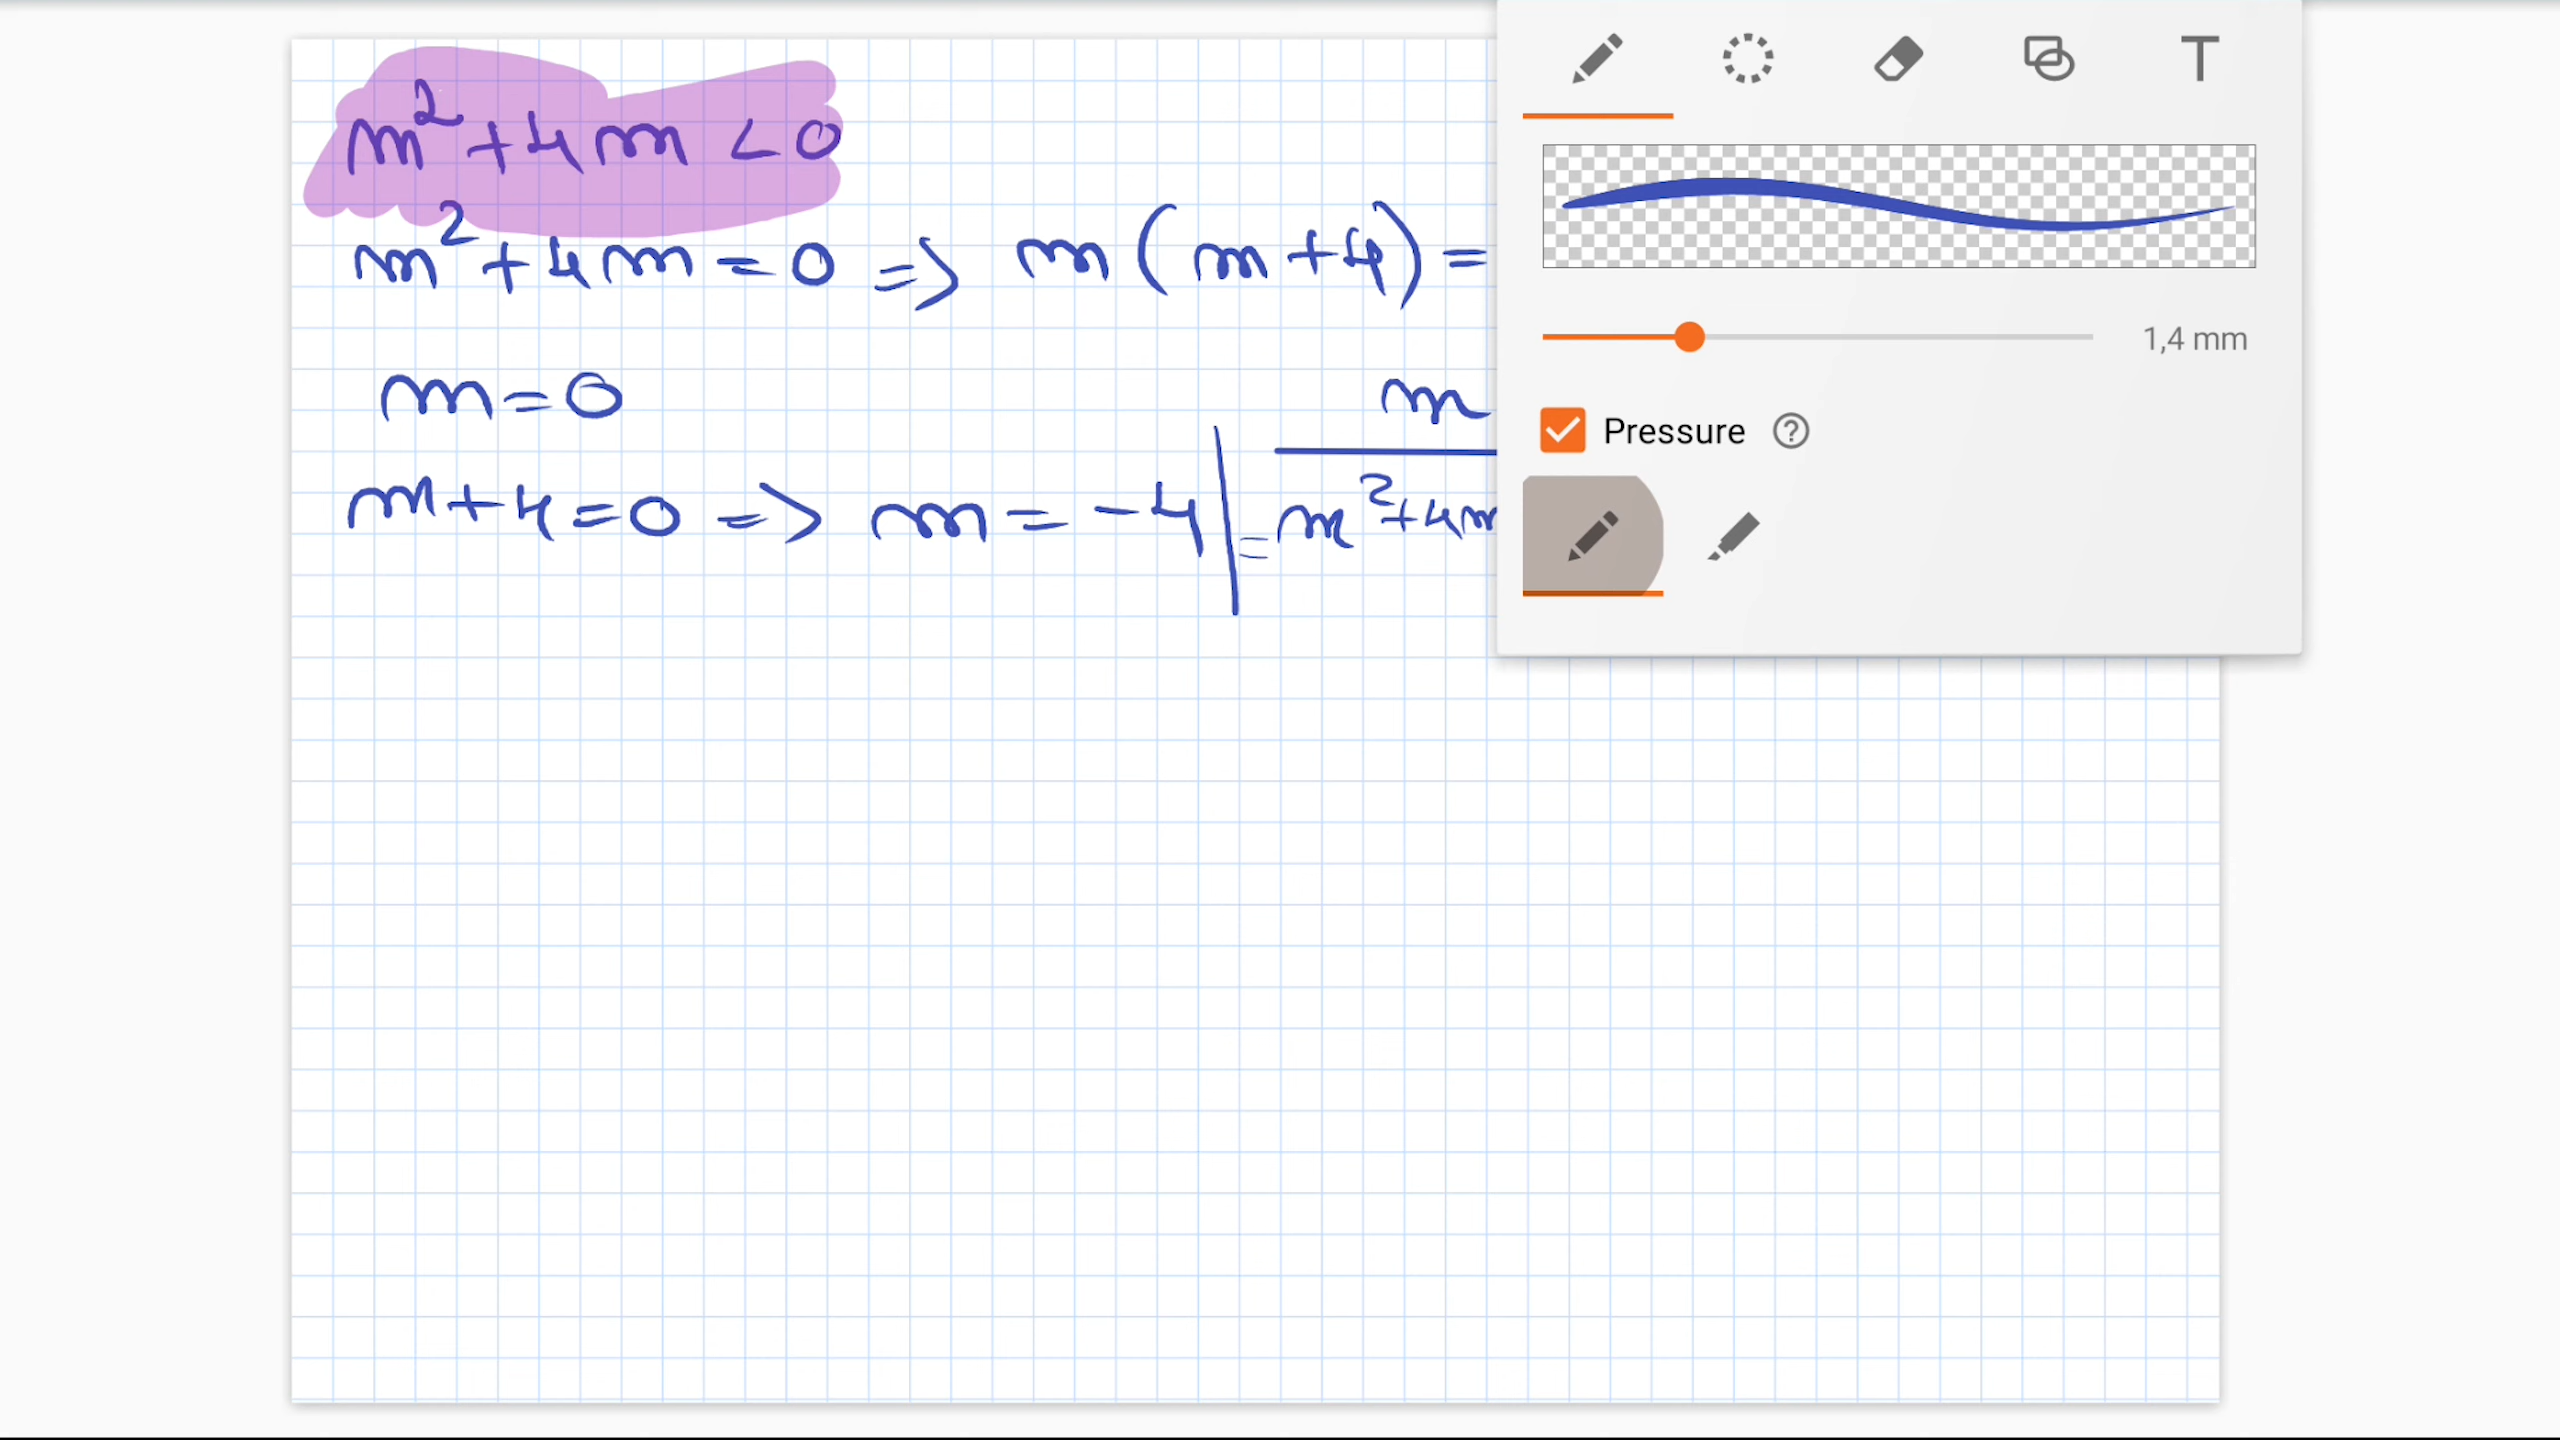 m²+4m<0
m²+4m=0 => m(m+4)=
m=0
m
m+4=0 => m=-4
=m²+4m
T
1,4 mm
Pressure ?